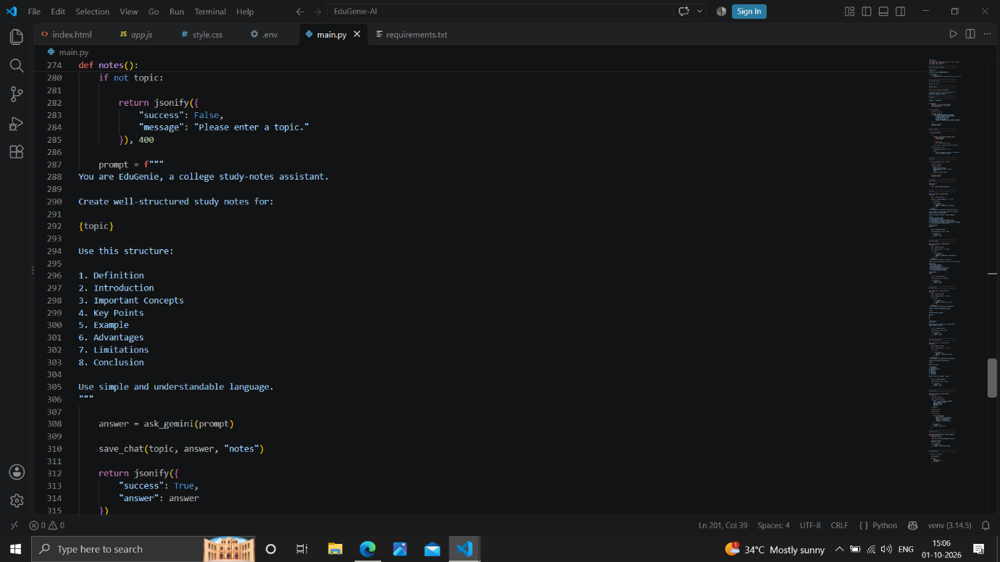 File Edit Selection View Go Run Terminal Help EduGenie-AI Sign In
<> index.html JS app.js # style.css .env main.py requirements.txt
main.py
274 def notes():
280     if not topic:
281
282         return jsonify({
283             "success": False,
284             "message": "Please enter a topic."
285         }), 400
286
287     prompt = f"""
288 You are EduGenie, a college study-notes assistant.
289
290 Create well-structured study notes for:
291
292 {topic}
293
294 Use this structure:
295
296 1. Definition
297 2. Introduction
298 3. Important Concepts
299 4. Key Points
300 5. Example
301 6. Advantages
302 7. Limitations
303 8. Conclusion
304
305 Use simple and understandable language.
306 """
307
308     answer = ask_gemini(prompt)
309
310     save_chat(topic, answer, "notes")
311
312     return jsonify({
313         "success": True,
314         "answer": answer
315     })
0 0 Ln 201, Col 39 Spaces: 4 UTF-8 CRLF {} Python venv (3.14.5)
Type here to search 1 34°C Mostly sunny ENG 15:06
01-10-2026